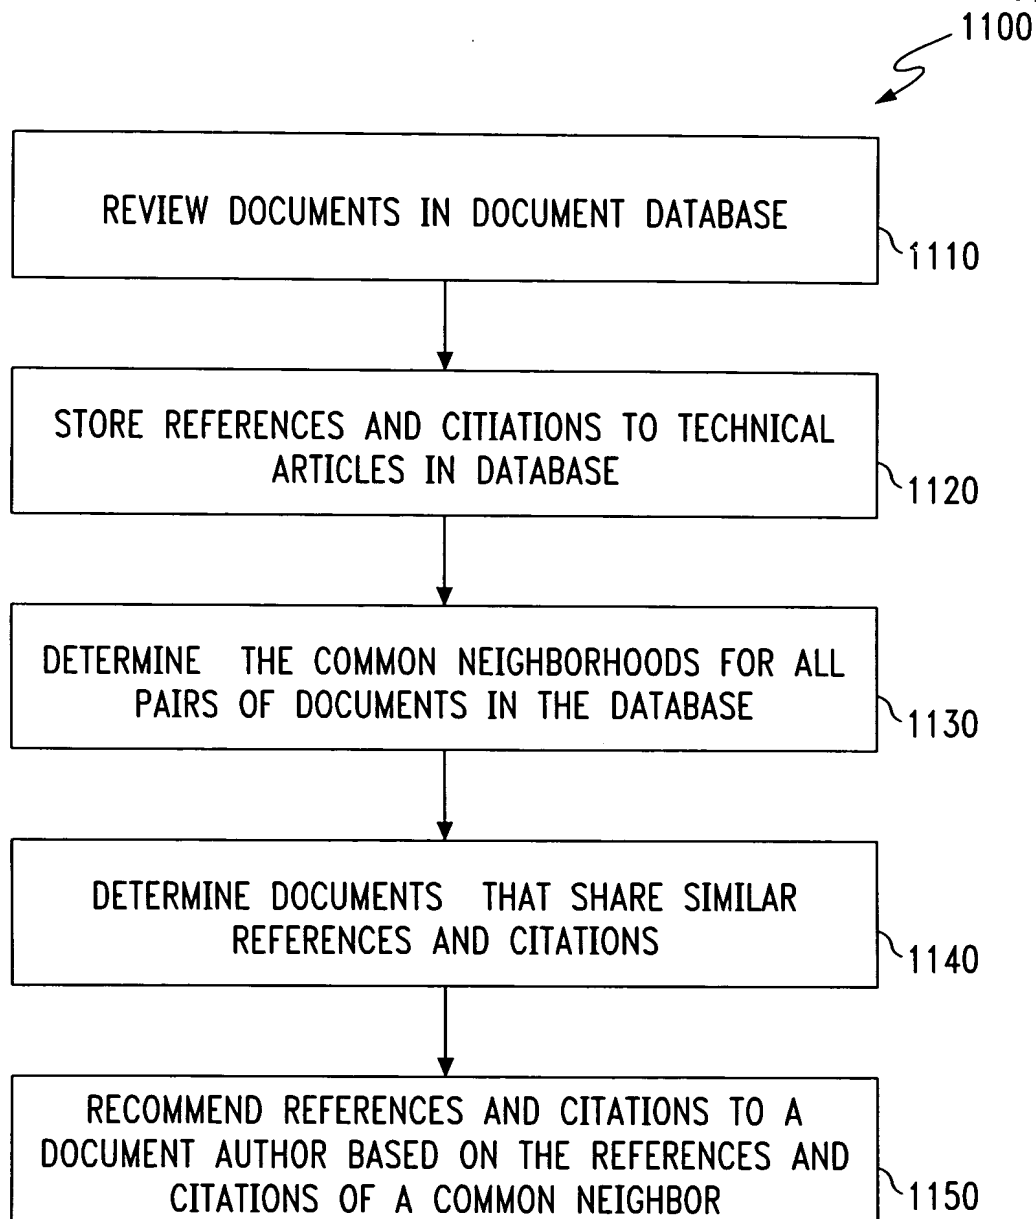 1100
REVIEW DOCUMENTS IN DOCUMENT DATABASE
1110
STORE REFERENCES AND CITIATIONS TO TECHNICAL
ARTICLES IN DATABASE
1120
DETERMINE THE COMMON NEIGHBORHOODS FOR ALL
PAIRS OF DOCUMENTS IN THE DATABASE
1130
DETERMINE DOCUMENTS THAT SHARE SIMILAR
REFERENCES AND CITATIONS
1140
RECOMMEND REFERENCES AND CITATIONS TO A
DOCUMENT AUTHOR BASED ON THE REFERENCES AND
CITATIONS OF A COMMON NEIGHBOR
1150